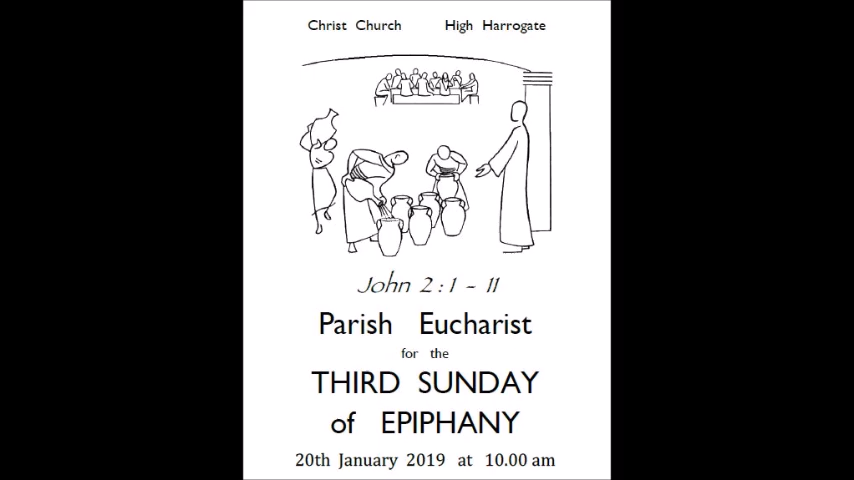 Christ Church High Harrogate
John 2 : 1 - 11
Parish Eucharist
for the
THIRD SUNDAY
of EPIPHANY
20th January 2019 at 10.00 am